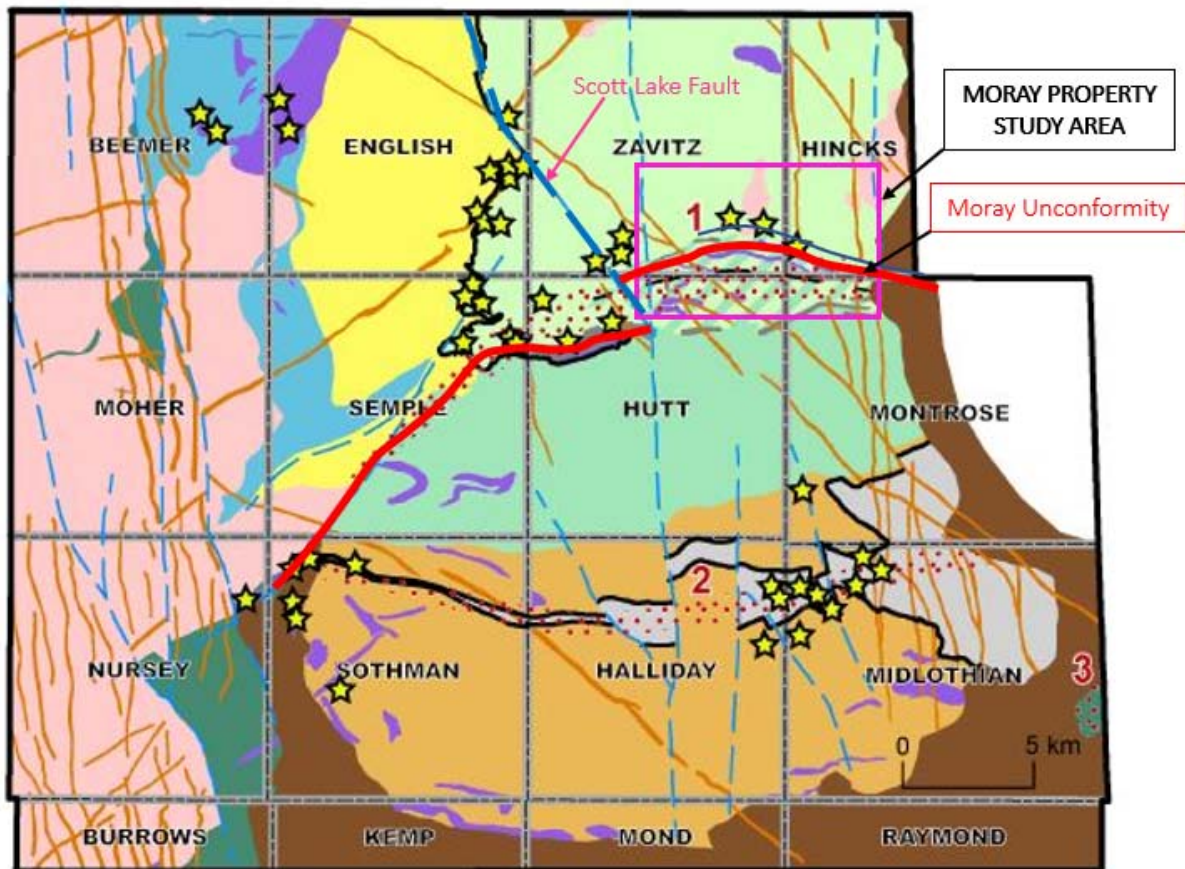 Scott Lake Fault
MORAY PROPERTY
STUDY AREA
BEEMER
ENGLISH
ZAVITZ
HINCKS
1
Moray Unconformity
MOHER
SEMPLE
HUTT
MONTROSE
2
NURSEY
SOTHMAN
HALLIDAY
MIDLOTHIAN
3
0
5 km
BURROWS
KEMP
MOND
RAYMOND